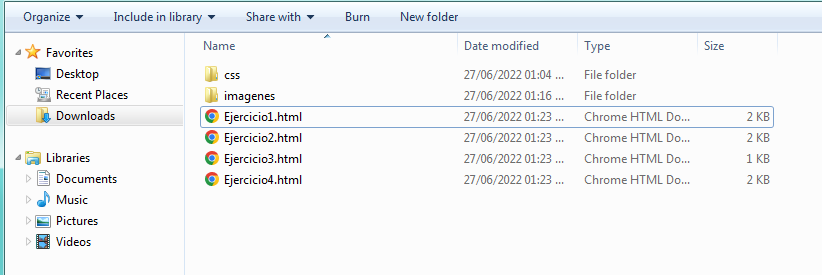 Organize Include in library Share with Burn New folder
Name Date modified Type Size
Favorites
Desktop
Recent Places
Downloads
Libraries
Documents
Music
Pictures
Videos
css 27/06/2022 01:04 ... File folder
imagenes 27/06/2022 01:16 ... File folder
Ejercicio1.html 27/06/2022 01:23 ... Chrome HTML Do... 2 KB
Ejercicio2.html 27/06/2022 01:23 ... Chrome HTML Do... 2 KB
Ejercicio3.html 27/06/2022 01:23 ... Chrome HTML Do... 1 KB
Ejercicio4.html 27/06/2022 01:23 ... Chrome HTML Do... 2 KB